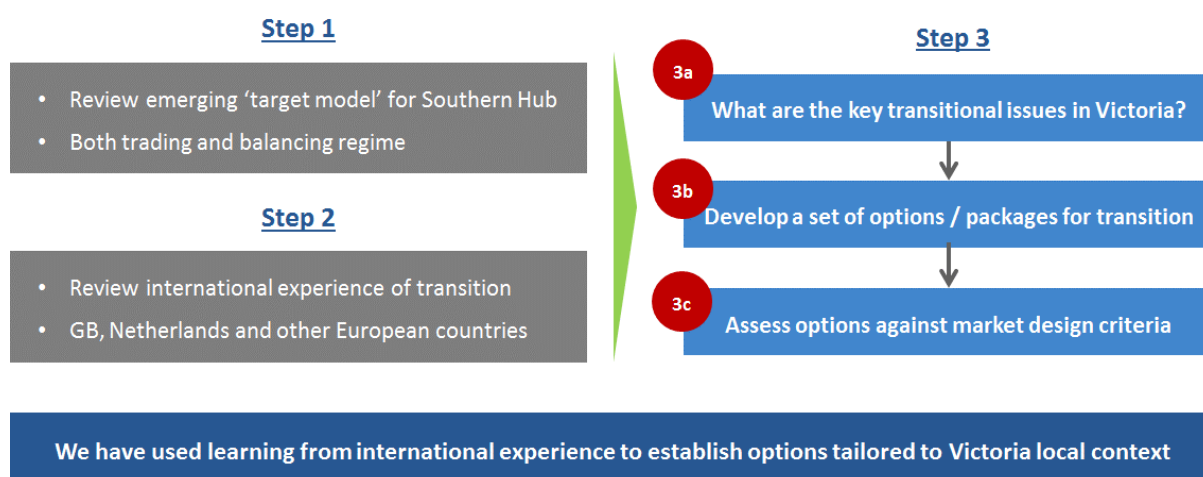 Step 1
• Review emerging ‘target model’ for Southern Hub
• Both trading and balancing regime
Step 2
• Review international experience of transition
• GB, Netherlands and other European countries
Step 3
3a
What are the key transitional issues in Victoria?
3b
Develop a set of options / packages for transition
3c
Assess options against market design criteria
We have used learning from international experience to establish options tailored to Victoria local context